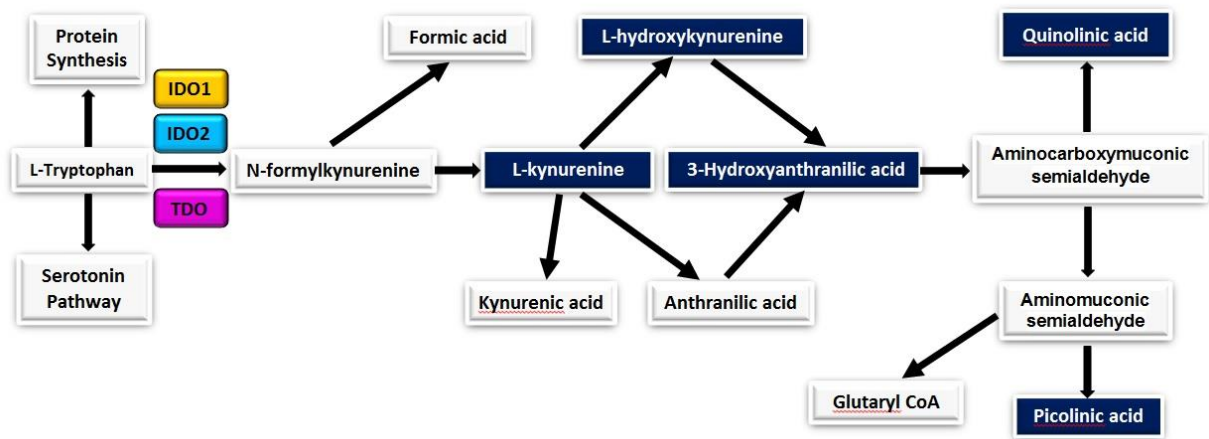 Protein
Synthesis
Formic acid
L-hydroxykynurenine
Quinolinic acid
IDO1
IDO2
L-Tryptophan
N-formylkynurenine
L-kynurenine
3-Hydroxyanthranilic acid
Aminocarboxymuconic
semialdehyde
TDO
Serotonin
Pathway
Kynurenic acid
Anthranilic acid
Aminomuconic
semialdehyde
Glutaryl CoA
Picolinic acid